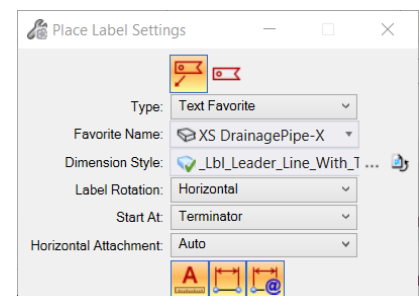 Place Label Settings
Type: Text Favorite
Favorite Name: XS DrainagePipe-X
Dimension Style: _Lbl_Leader_Line_With_T ...
Label Rotation: Horizontal
Start At: Terminator
Horizontal Attachment: Auto
A @